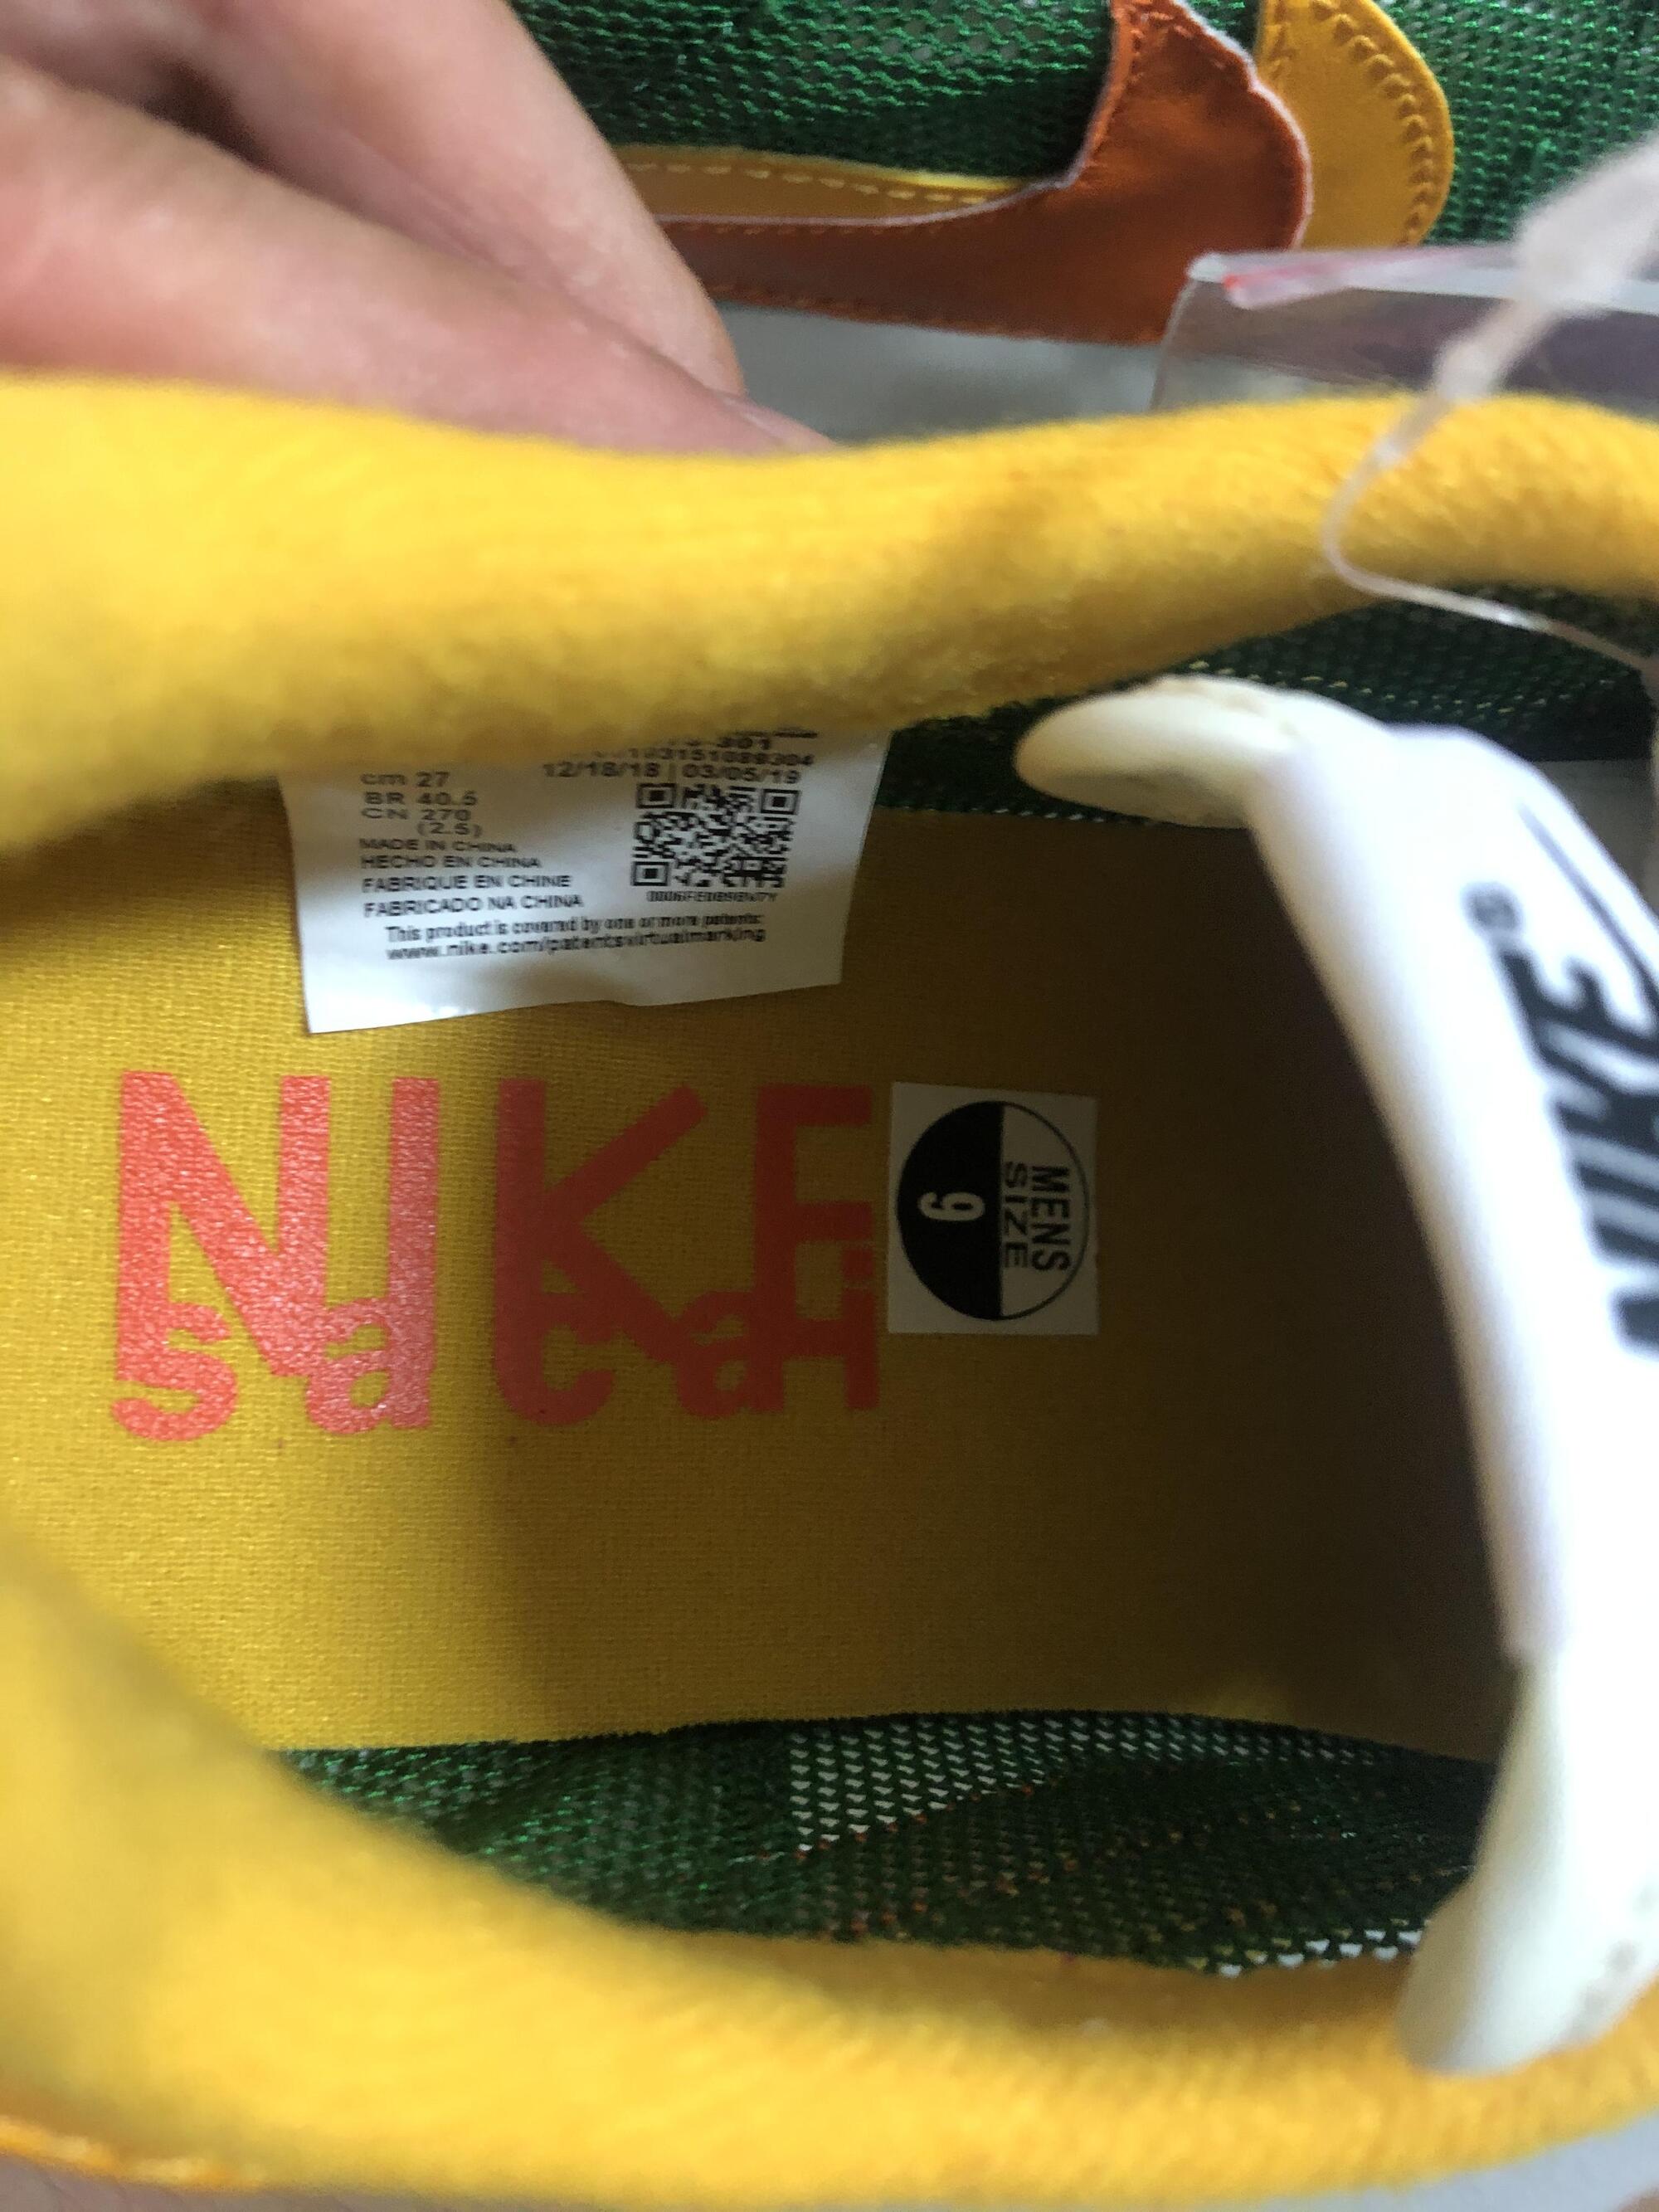 301
12/18/18 | 03/05/19
cm 27
BR 40.5
CN 270
(2.5)
MADE IN CHINA
HECHO EN CHINA
FABRIQUE EN CHINE
FABRICADO NA CHINA
This product is covered by one or more patents:
www.nike.com/patentsvirtualmarking
NIKE
sacai
MENS
SIZE
9
NIKE®